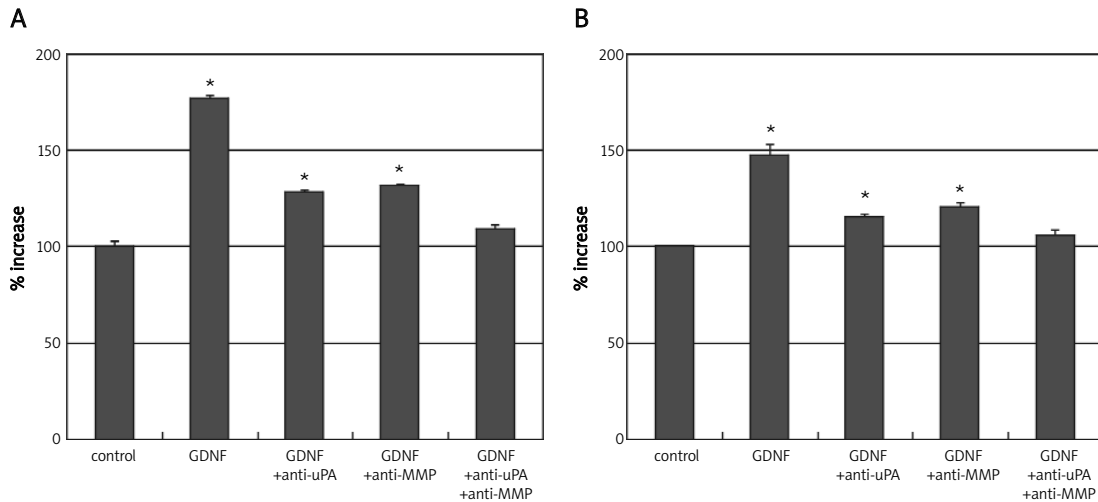 A
% increase
200
150
100
50
0
*
*
*
control
GDNF
GDNF
+anti-uPA
GDNF
+anti-MMP
GDNF
+anti-uPA
+anti-MMP
B
% increase
200
150
100
50
0
*
*
*
control
GDNF
GDNF
+anti-uPA
GDNF
+anti-MMP
GDNF
+anti-uPA
+anti-MMP